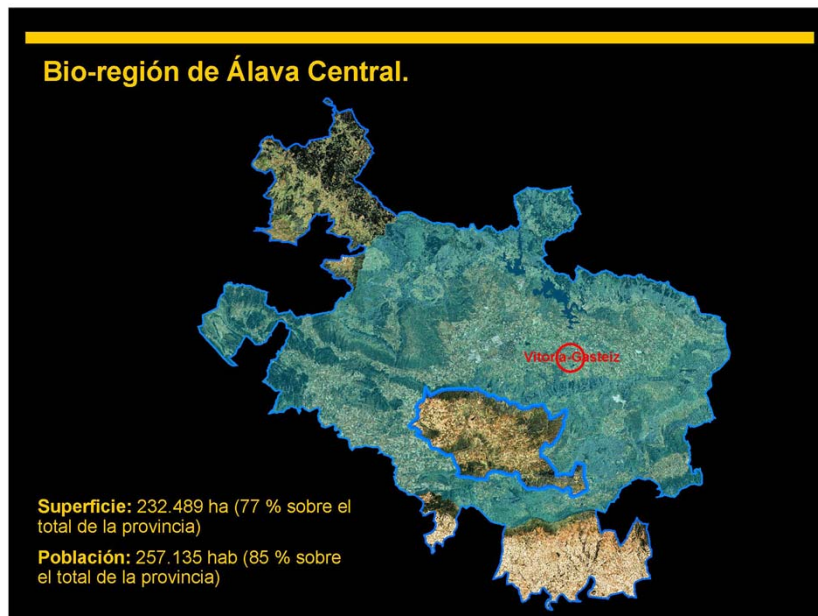 Bio-región de Álava Central.
Vitoria-Gasteiz
Superficie: 232.489 ha (77 % sobre el
total de la provincia)
Población: 257.135 hab (85 % sobre
el total de la provincia)